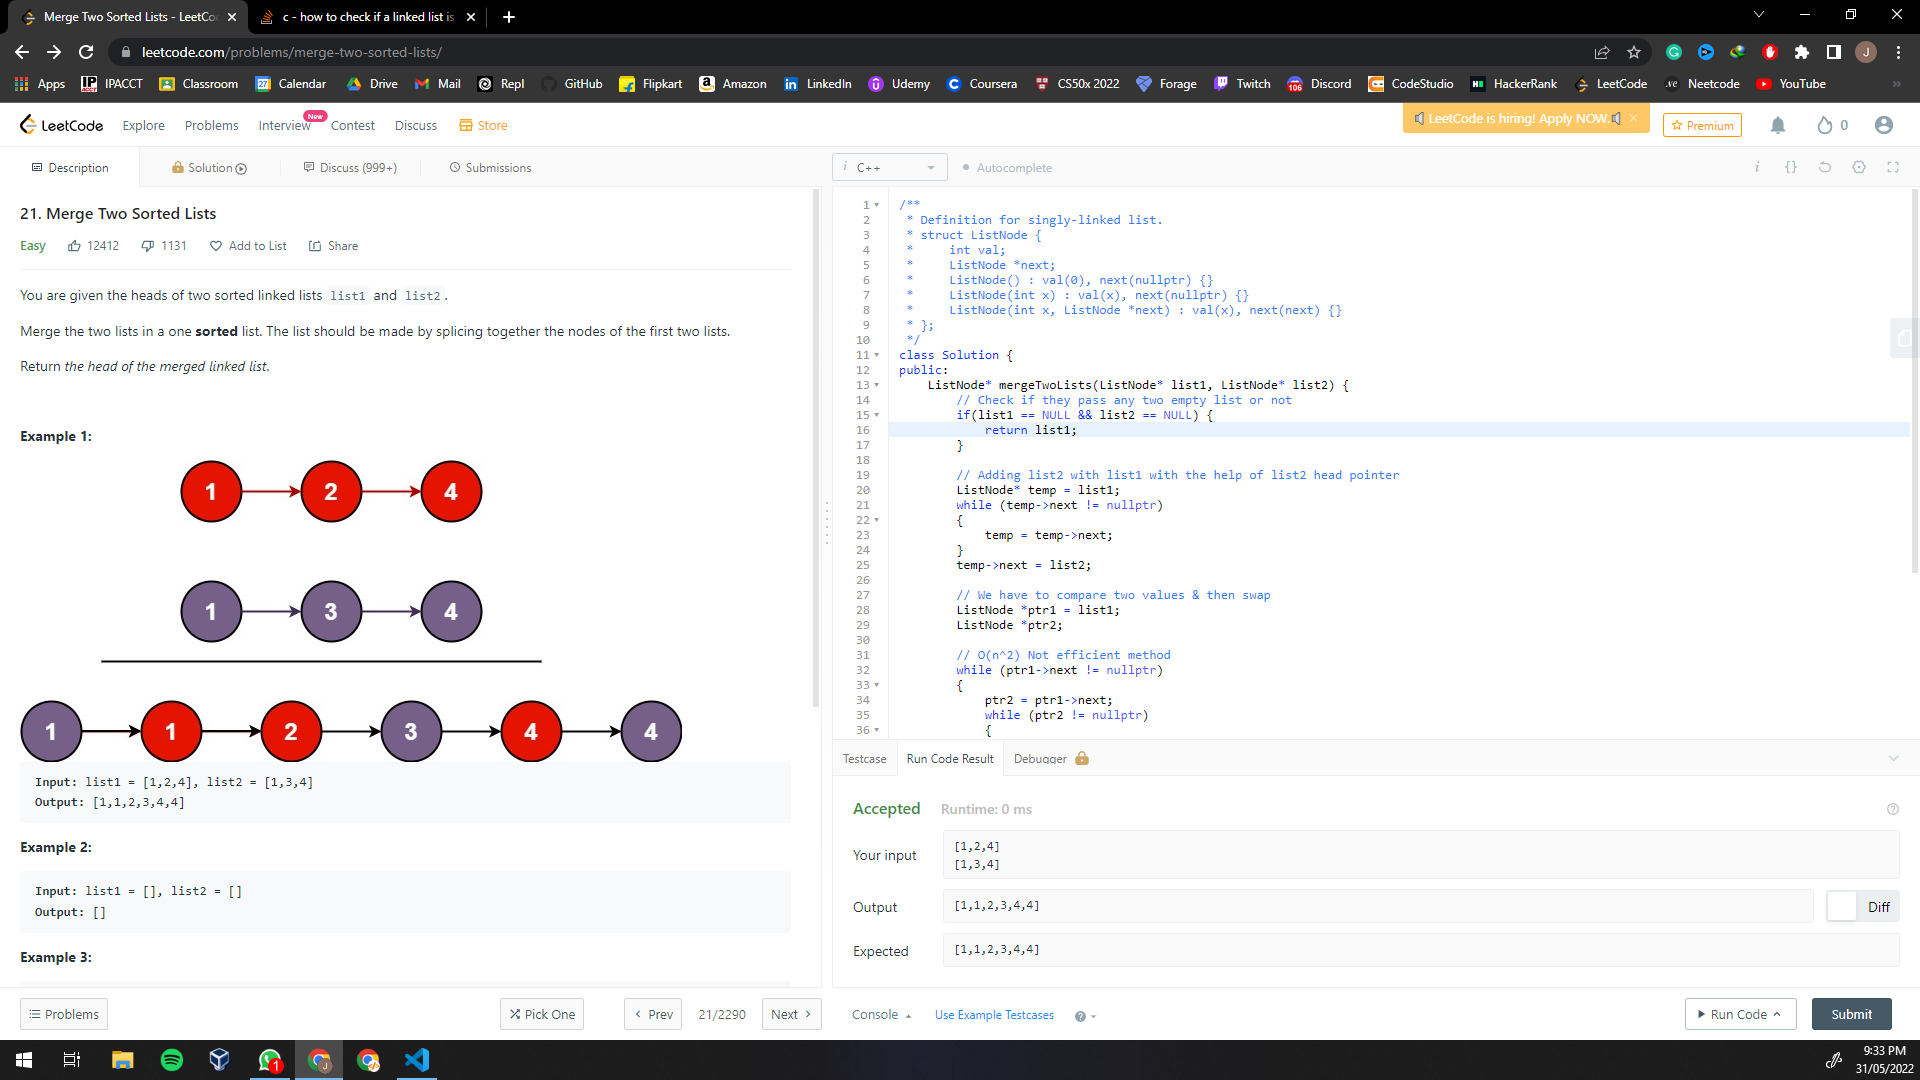 Merge Two Sorted Lists - LeetCo
c - how to check if a linked list is
leetcode.com/problems/merge-two-sorted-lists/
J
Apps
IPACCT
Classroom
27 Calendar
Drive
Mail
Repl
GitHub
Flipkart
Amazon
LinkedIn
Udemy
Coursera
CS50x 2022
Forage
Twitch
106 Discord
CodeStudio
HackerRank
LeetCode
Neetcode
YouTube
LeetCode Explore Problems Interview New Contest Discuss Store
LeetCode is hiring! Apply NOW.
Premium
0
Description Solution Discuss (999+) Submissions
21. Merge Two Sorted Lists
Easy 12412 1131 Add to List Share
You are given the heads of two sorted linked lists list1 and list2.
Merge the two lists in a one sorted list. The list should be made by splicing together the nodes of the first two lists.
Return the head of the merged linked list.
Example 1:
1 2 4
1 3 4
1 1 2 3 4 4
Input: list1 = [1,2,4], list2 = [1,3,4]
Output: [1,1,2,3,4,4]
Example 2:
Input: list1 = [], list2 = []
Output: []
Example 3:
Problems
Pick One
Prev
21/2290
Next
i C++
Autocomplete
i {}
1 /**
2 * Definition for singly-linked list.
3 * struct ListNode {
4 * int val;
5 * ListNode *next;
6 * ListNode() : val(0), next(nullptr) {}
7 * ListNode(int x) : val(x), next(nullptr) {}
8 * ListNode(int x, ListNode *next) : val(x), next(next) {}
9 * };
10 */
11 class Solution {
12 public:
13 ListNode* mergeTwoLists(ListNode* list1, ListNode* list2) {
14 // Check if they pass any two empty list or not
15 if(list1 == NULL && list2 == NULL) {
16 return list1;
17 }
18
19 // Adding list2 with list1 with the help of list2 head pointer
20 ListNode* temp = list1;
21 while (temp->next != nullptr)
22 {
23 temp = temp->next;
24 }
25 temp->next = list2;
26
27 // We have to compare two values & then swap
28 ListNode *ptr1 = list1;
29 ListNode *ptr2;
30
31 // O(n^2) Not efficient method
32 while (ptr1->next != nullptr)
33 {
34 ptr2 = ptr1->next;
35 while (ptr2 != nullptr)
36 {
Testcase Run Code Result Debugger
Accepted Runtime: 0 ms
Your input
[1,2,4]
[1,3,4]
Output [1,1,2,3,4,4] Diff
Expected [1,1,2,3,4,4]
Console Use Example Testcases
Run Code
Submit
1
J
9:33 PM
31/05/2022